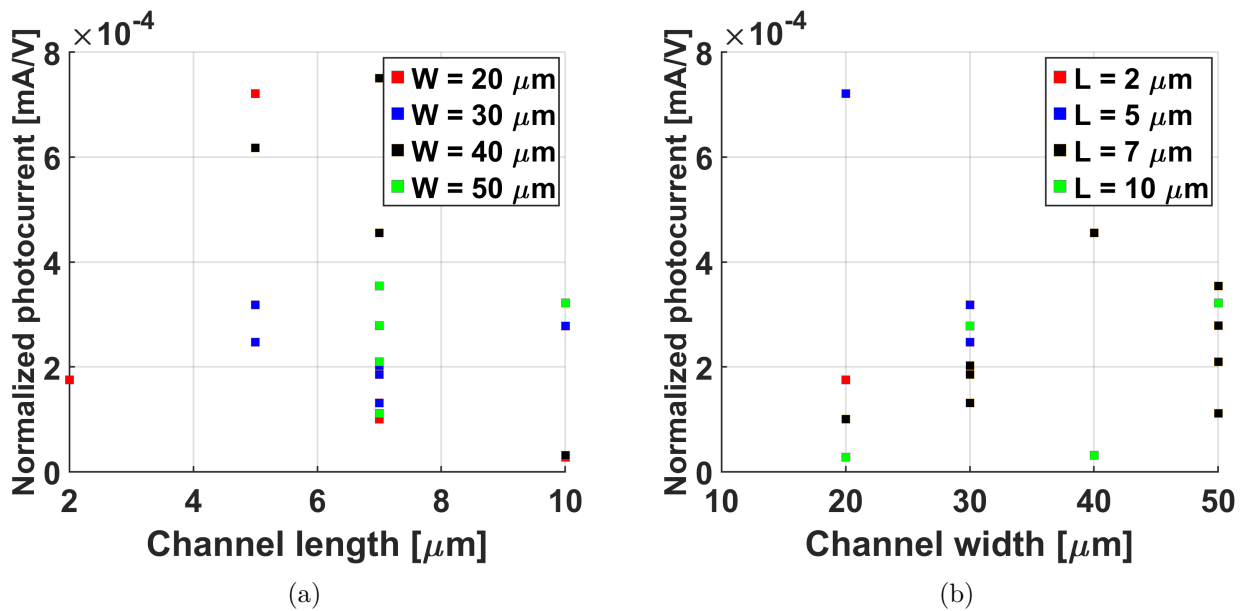 ×10⁻⁴
Normalized photocurrent [mA/V]
8
6
4
2
0
2
4
6
8
10
Channel length [μm]
W = 20 μm
W = 30 μm
W = 40 μm
W = 50 μm
(a)
×10⁻⁴
Normalized photocurrent [mA/V]
8
6
4
2
0
10
20
30
40
50
Channel width [μm]
L = 2 μm
L = 5 μm
L = 7 μm
L = 10 μm
(b)